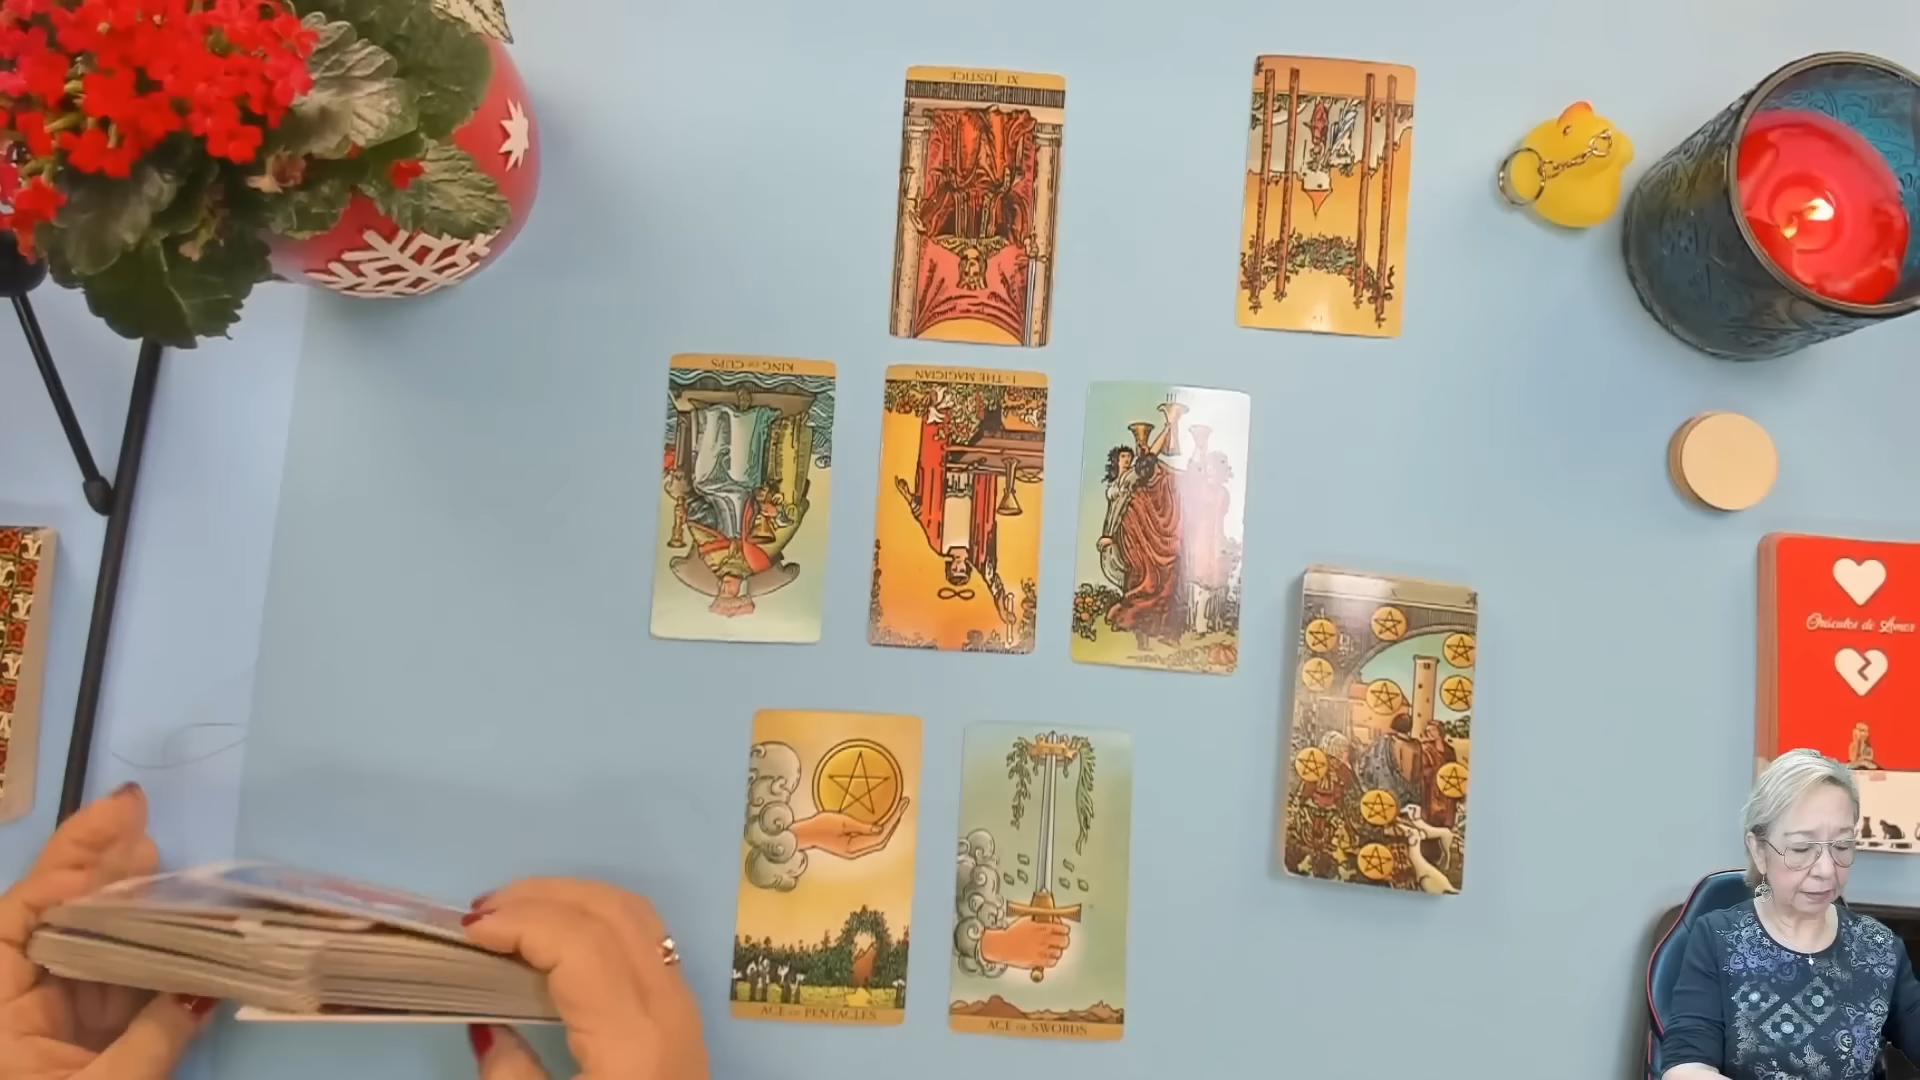 XI · JUSTICE
KING OF CUPS
I · THE MAGICIAN
X
Oráculos de Amor
ACE OF PENTACLES
ACE OF SWORDS